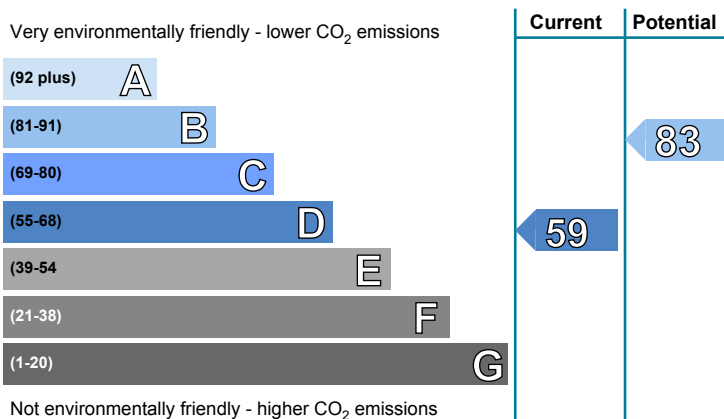 Current Potential
Very environmentally friendly - lower CO2 emissions
(92 plus) A
(81-91) B
83
(69-80) C
(55-68) D
59
(39-54 E
(21-38) F
(1-20) G
Not environmentally friendly - higher CO2 emissions